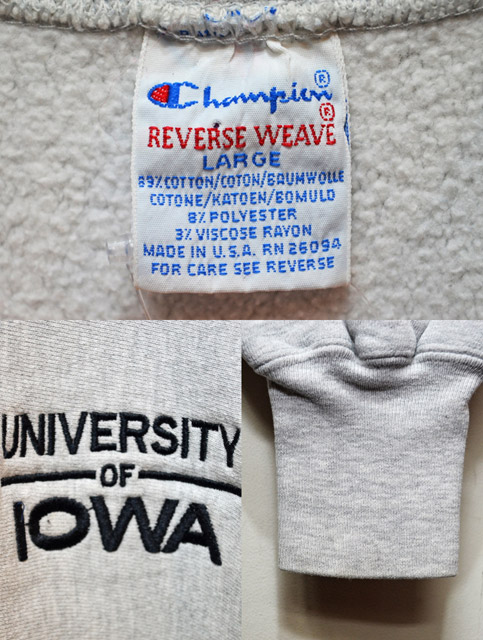 Champion®
REVERSE WEAVE®
LARGE
89% COTTON/COTON/BAUMWOLLE
COTONE/KATOEN/BOMULD
8% POLYESTER
3% VISCOSE RAYON
MADE IN U.S.A. RN 26094
FOR CARE SEE REVERSE
UNIVERSITY
OF
IOWA